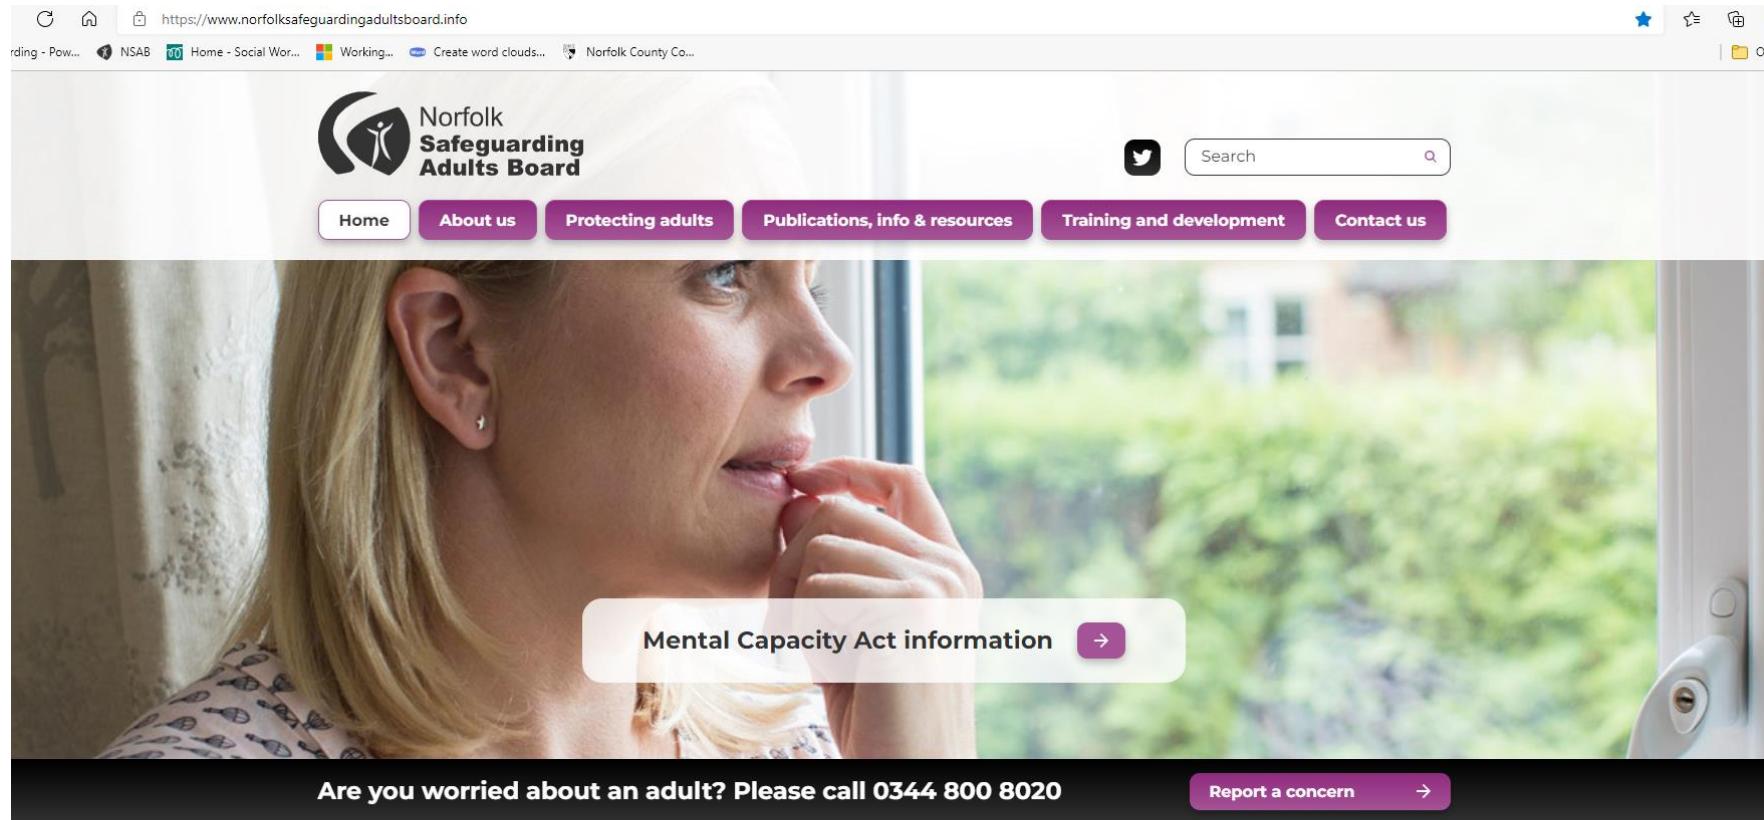 https://www.norfolksafeguardingadultsboard.info
rding - Pow... NSAB Home - Social Wor... Working... Create word clouds... Norfolk County Co...
Norfolk
Safeguarding
Adults Board
Search
Home About us Protecting adults Publications, info & resources Training and development Contact us
Mental Capacity Act information
Are you worried about an adult? Please call 0344 800 8020 Report a concern